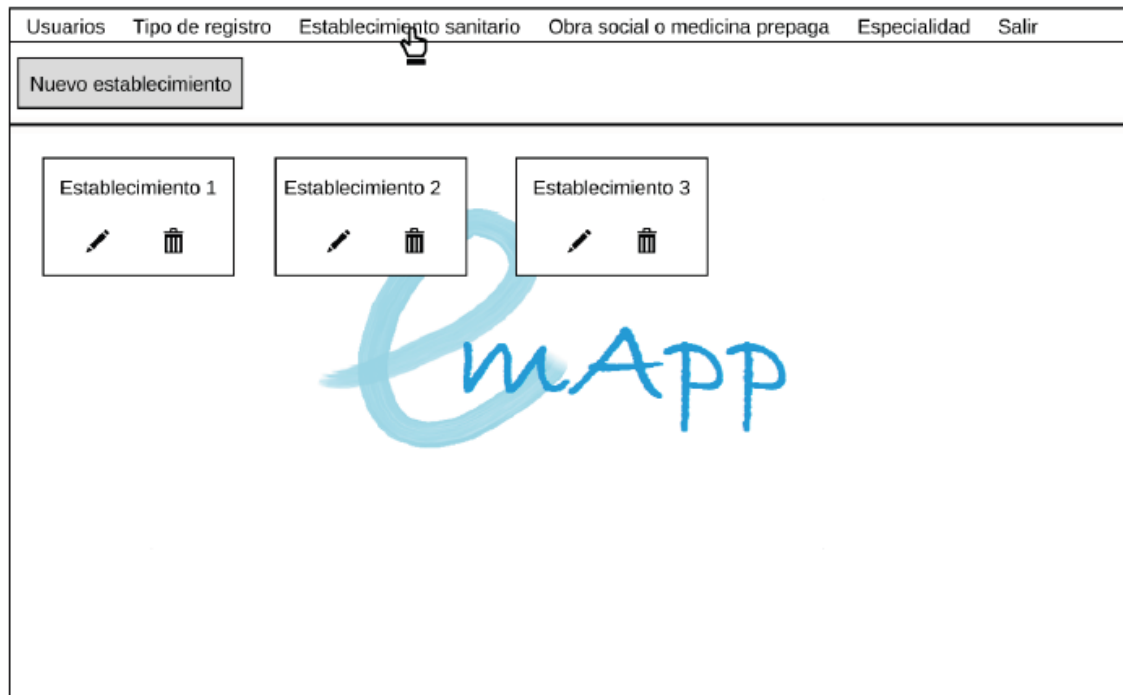 Usuarios Tipo de registro Establecimiento sanitario Obra social o medicina prepaga Especialidad Salir
Nuevo establecimiento
Establecimiento 1 Establecimiento 2 Establecimiento 3
emApp